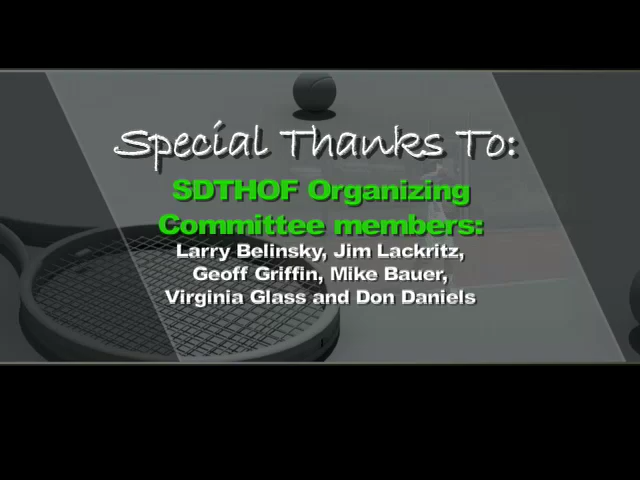 Special Thanks To:
SDTHOF Organizing
Committee members:
Larry Belinsky, Jim Lackritz,
Geoff Griffin, Mike Bauer,
Virginia Glass and Don Daniels